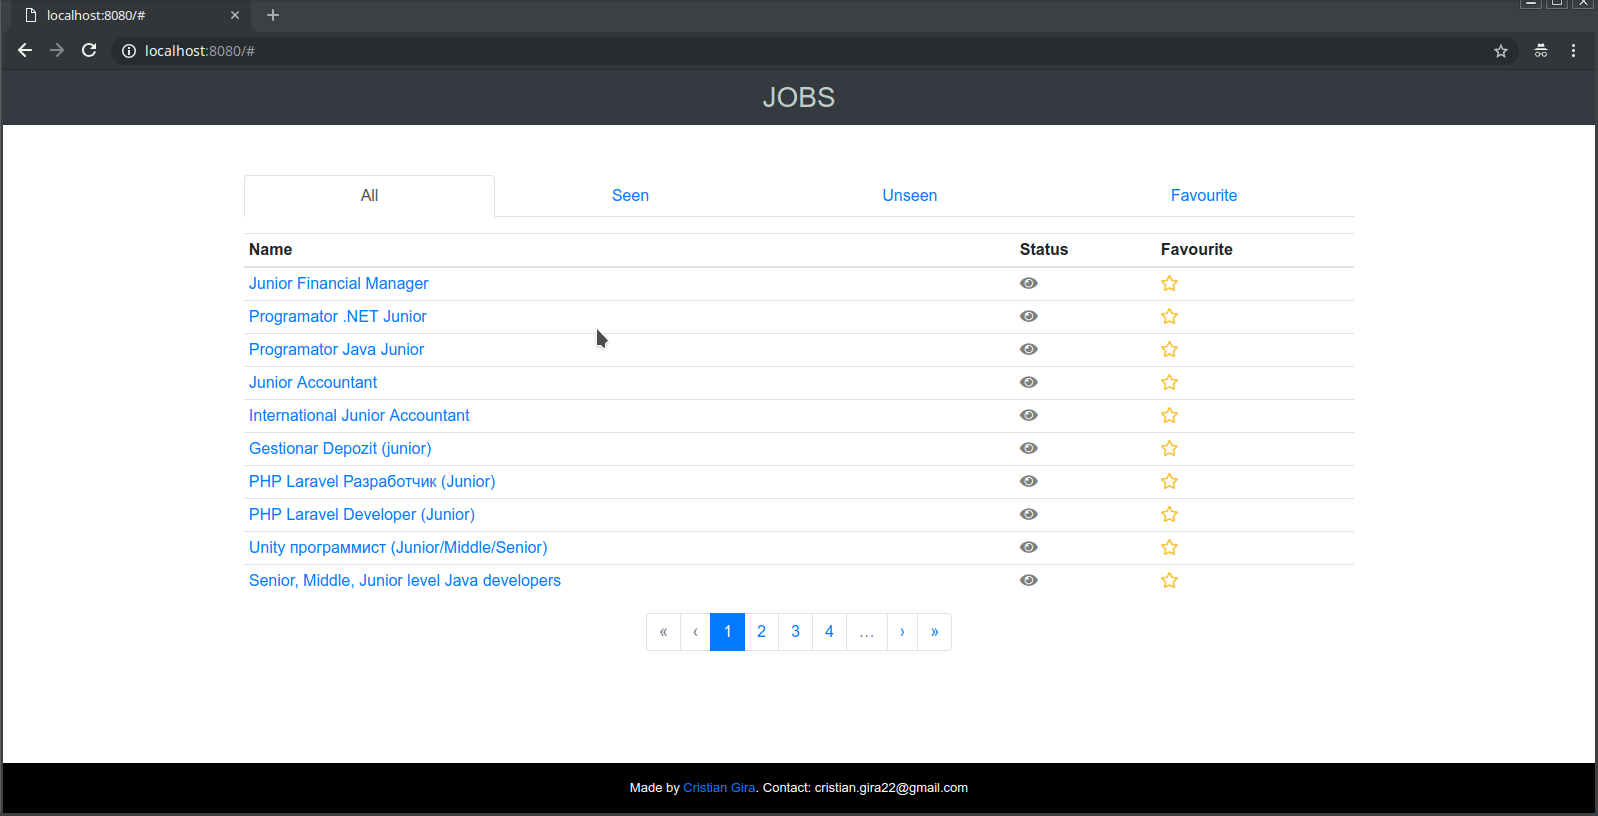 localhost:8080/#
localhost:8080/#
JOBS
All Seen Unseen Favourite
Name Status Favourite
Junior Financial Manager
Programator .NET Junior
Programator Java Junior
Junior Accountant
International Junior Accountant
Gestionar Depozit (junior)
PHP Laravel Разработчик (Junior)
PHP Laravel Developer (Junior)
Unity программист (Junior/Middle/Senior)
Senior, Middle, Junior level Java developers
« ‹ 1 2 3 4 … › »
Made by Cristian Gira. Contact: cristian.gira22@gmail.com